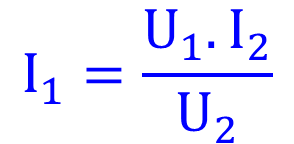 I₁ = U₁.I₂ / U₂